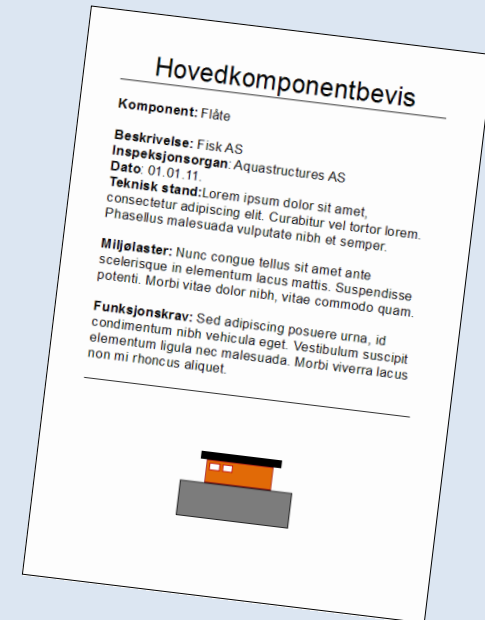 Hovedkomponentbevis
Komponent: Flåte
Beskrivelse: Fisk AS
Inspeksjonsorgan: Aquastructures AS
Dato: 01.01.11.
Teknisk stand:Lorem ipsum dolor sit amet,
consectetur adipiscing elit. Curabitur vel tortor lorem.
Phasellus malesuada vulputate nibh et semper.
Miljølaster: Nunc congue tellus sit amet ante
scelerisque in elementum lacus mattis. Suspendisse
potenti. Morbi vitae dolor nibh, vitae commodo quam.
Funksjonskrav: Sed adipiscing posuere urna, id
condimentum nibh vehicula eget. Vestibulum suscipit
elementum ligula nec malesuada. Morbi viverra lacus
non mi rhoncus aliquet.